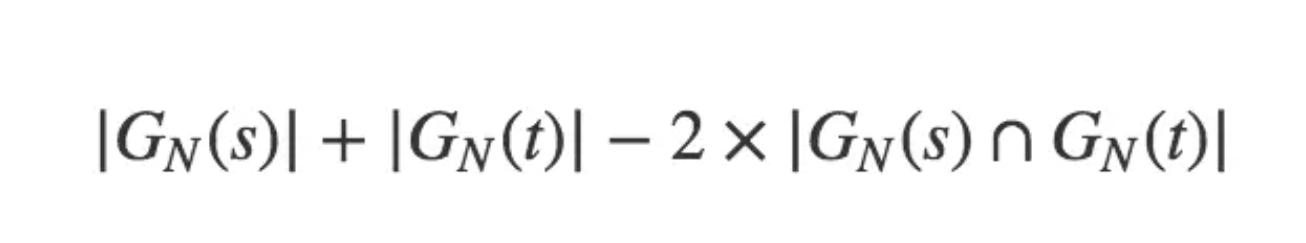 |G_N(s)| + |G_N(t)| − 2 × |G_N(s) ∩ G_N(t)|